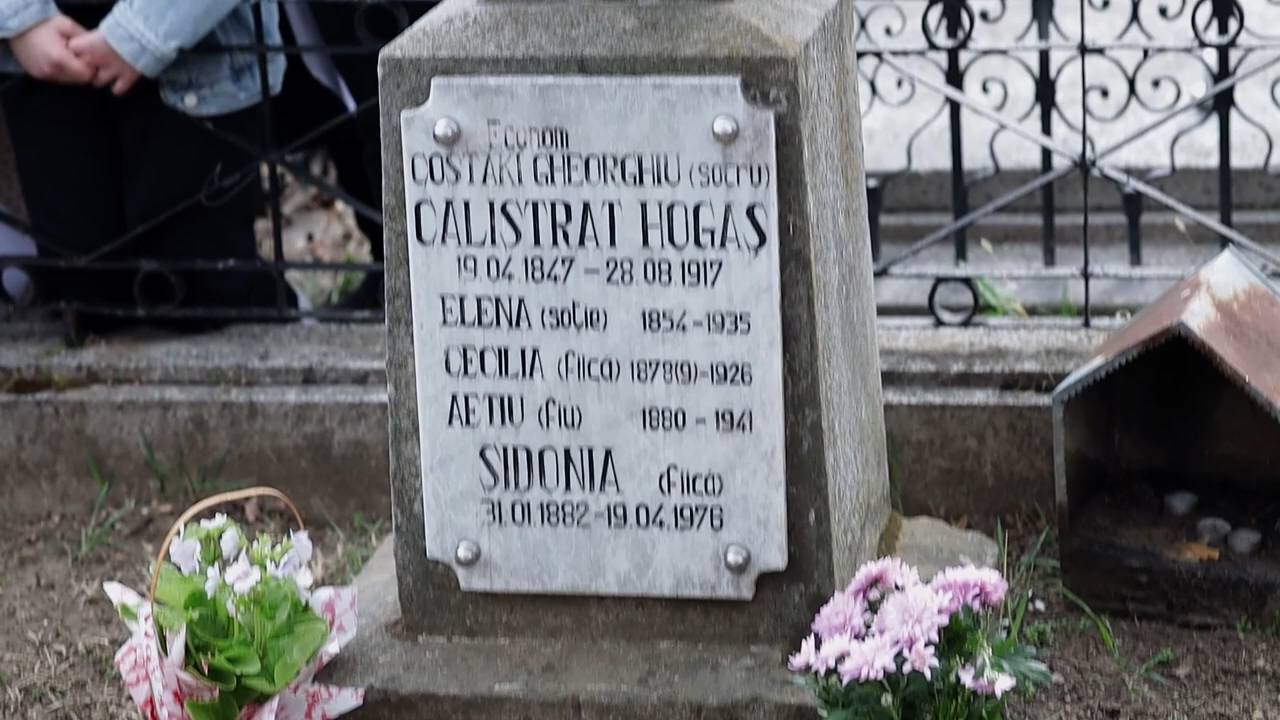 Econom
COSTAKI GHEORGHIU (socru)
CALISTRAT HOGAȘ
19.04.1847 - 28.08.1917
ELENA (soţie) 1854-1935
CECILIA (fiică) 1878(9)-1926
AETIU (fiu) 1880 - 1941
SIDONIA (fiică)
31.01.1882-19.04.1976